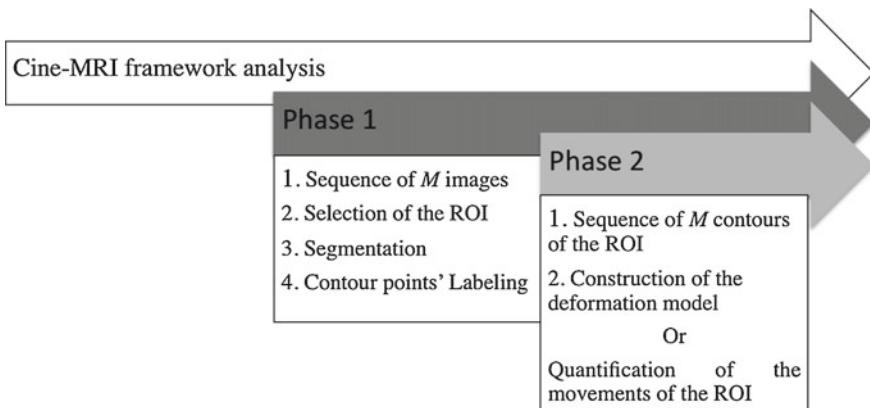 Cine-MRI framework analysis
Phase 1
1. Sequence of M images
2. Selection of the ROI
3. Segmentation
4. Contour points’ Labeling
Phase 2
1. Sequence of M contours
of the ROI
2. Construction of the
deformation model
Or
Quantification of the
movements of the ROI